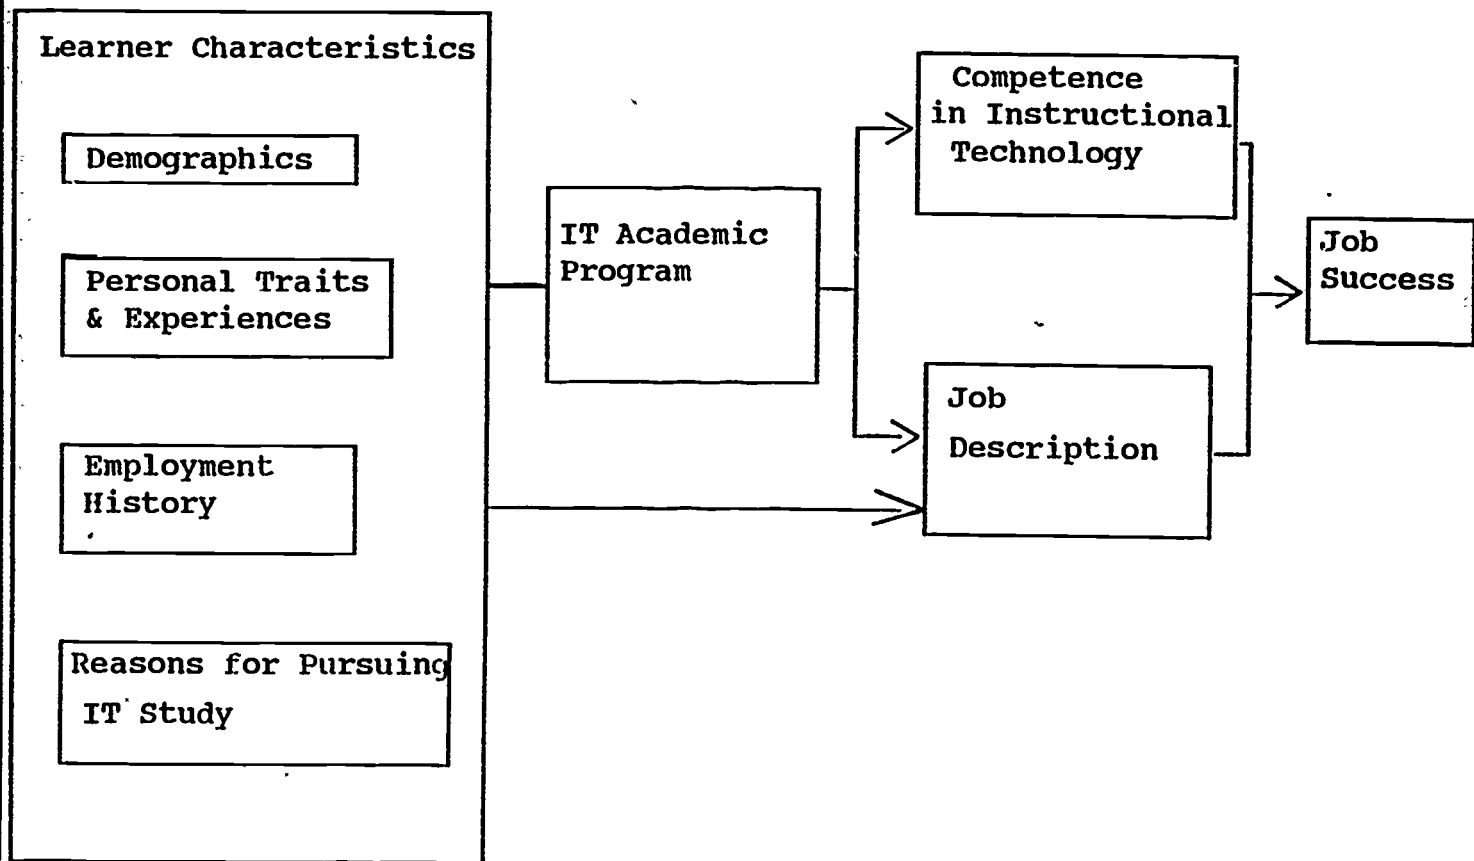 Learner Characteristics
Demographics
Personal Traits
& Experiences
Employment
History
Reasons for Pursuing
IT Study
IT Academic
Program
Competence
in Instructional
Technology
Job
Description
Job
Success